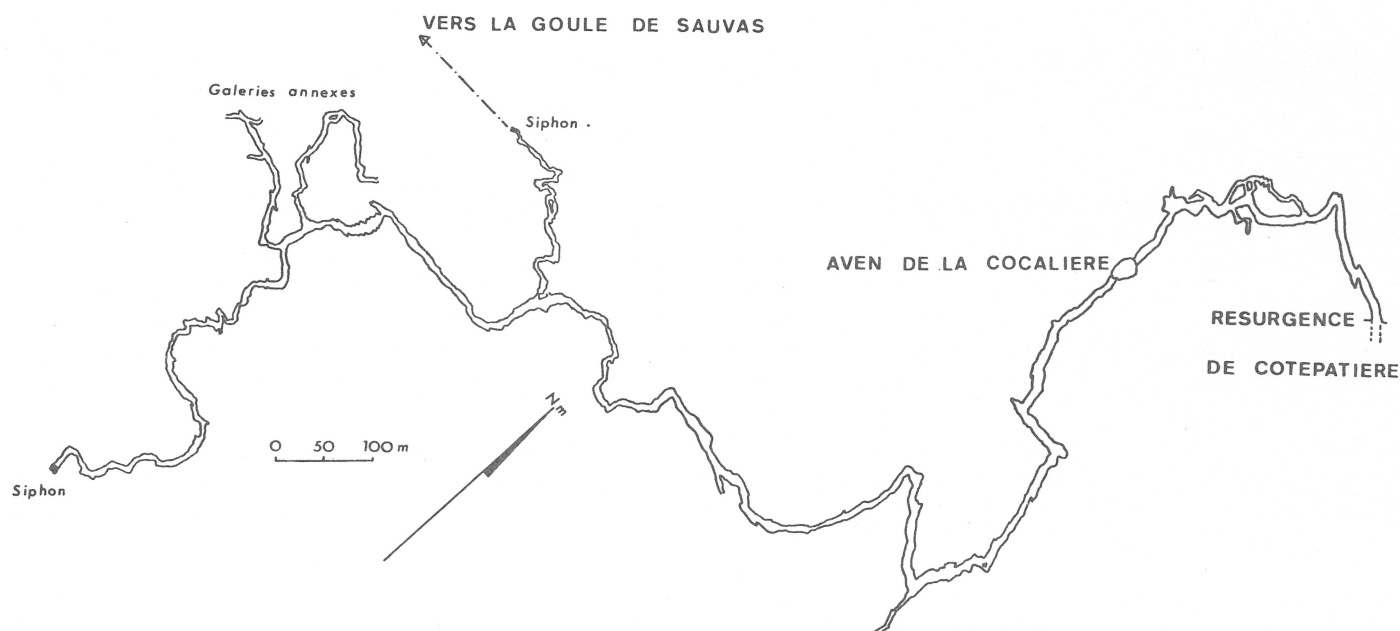 VERS LA GOULE DE SAUVAS
Galeries annexes
Siphon .
AVEN DE LA COCALIERE
RESURGENCE
DE COTEPATIERE
Nm
0 50 100 m
Siphon